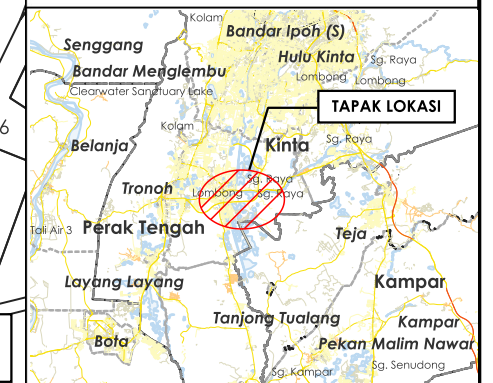 Kolam
Bandar Ipoh (S)
Senggang
Hulu Kinta
Sg. Raya
Bandar Menglembu
Lombong
Lombong
Clearwater Sanctuary Lake
TAPAK LOKASI
6
Kolam
Belanja
Kinta
Sg. Raya
Sg. Raya
Tronoh
Lombong
Sg. Raya
Tali Air 3
Perak Tengah
Teja
Layang Layang
Kampar
Tanjong Tualang
Kampar
Bota
Pekan Malim Nawar
Sg. Kampar
Sg. Senudong